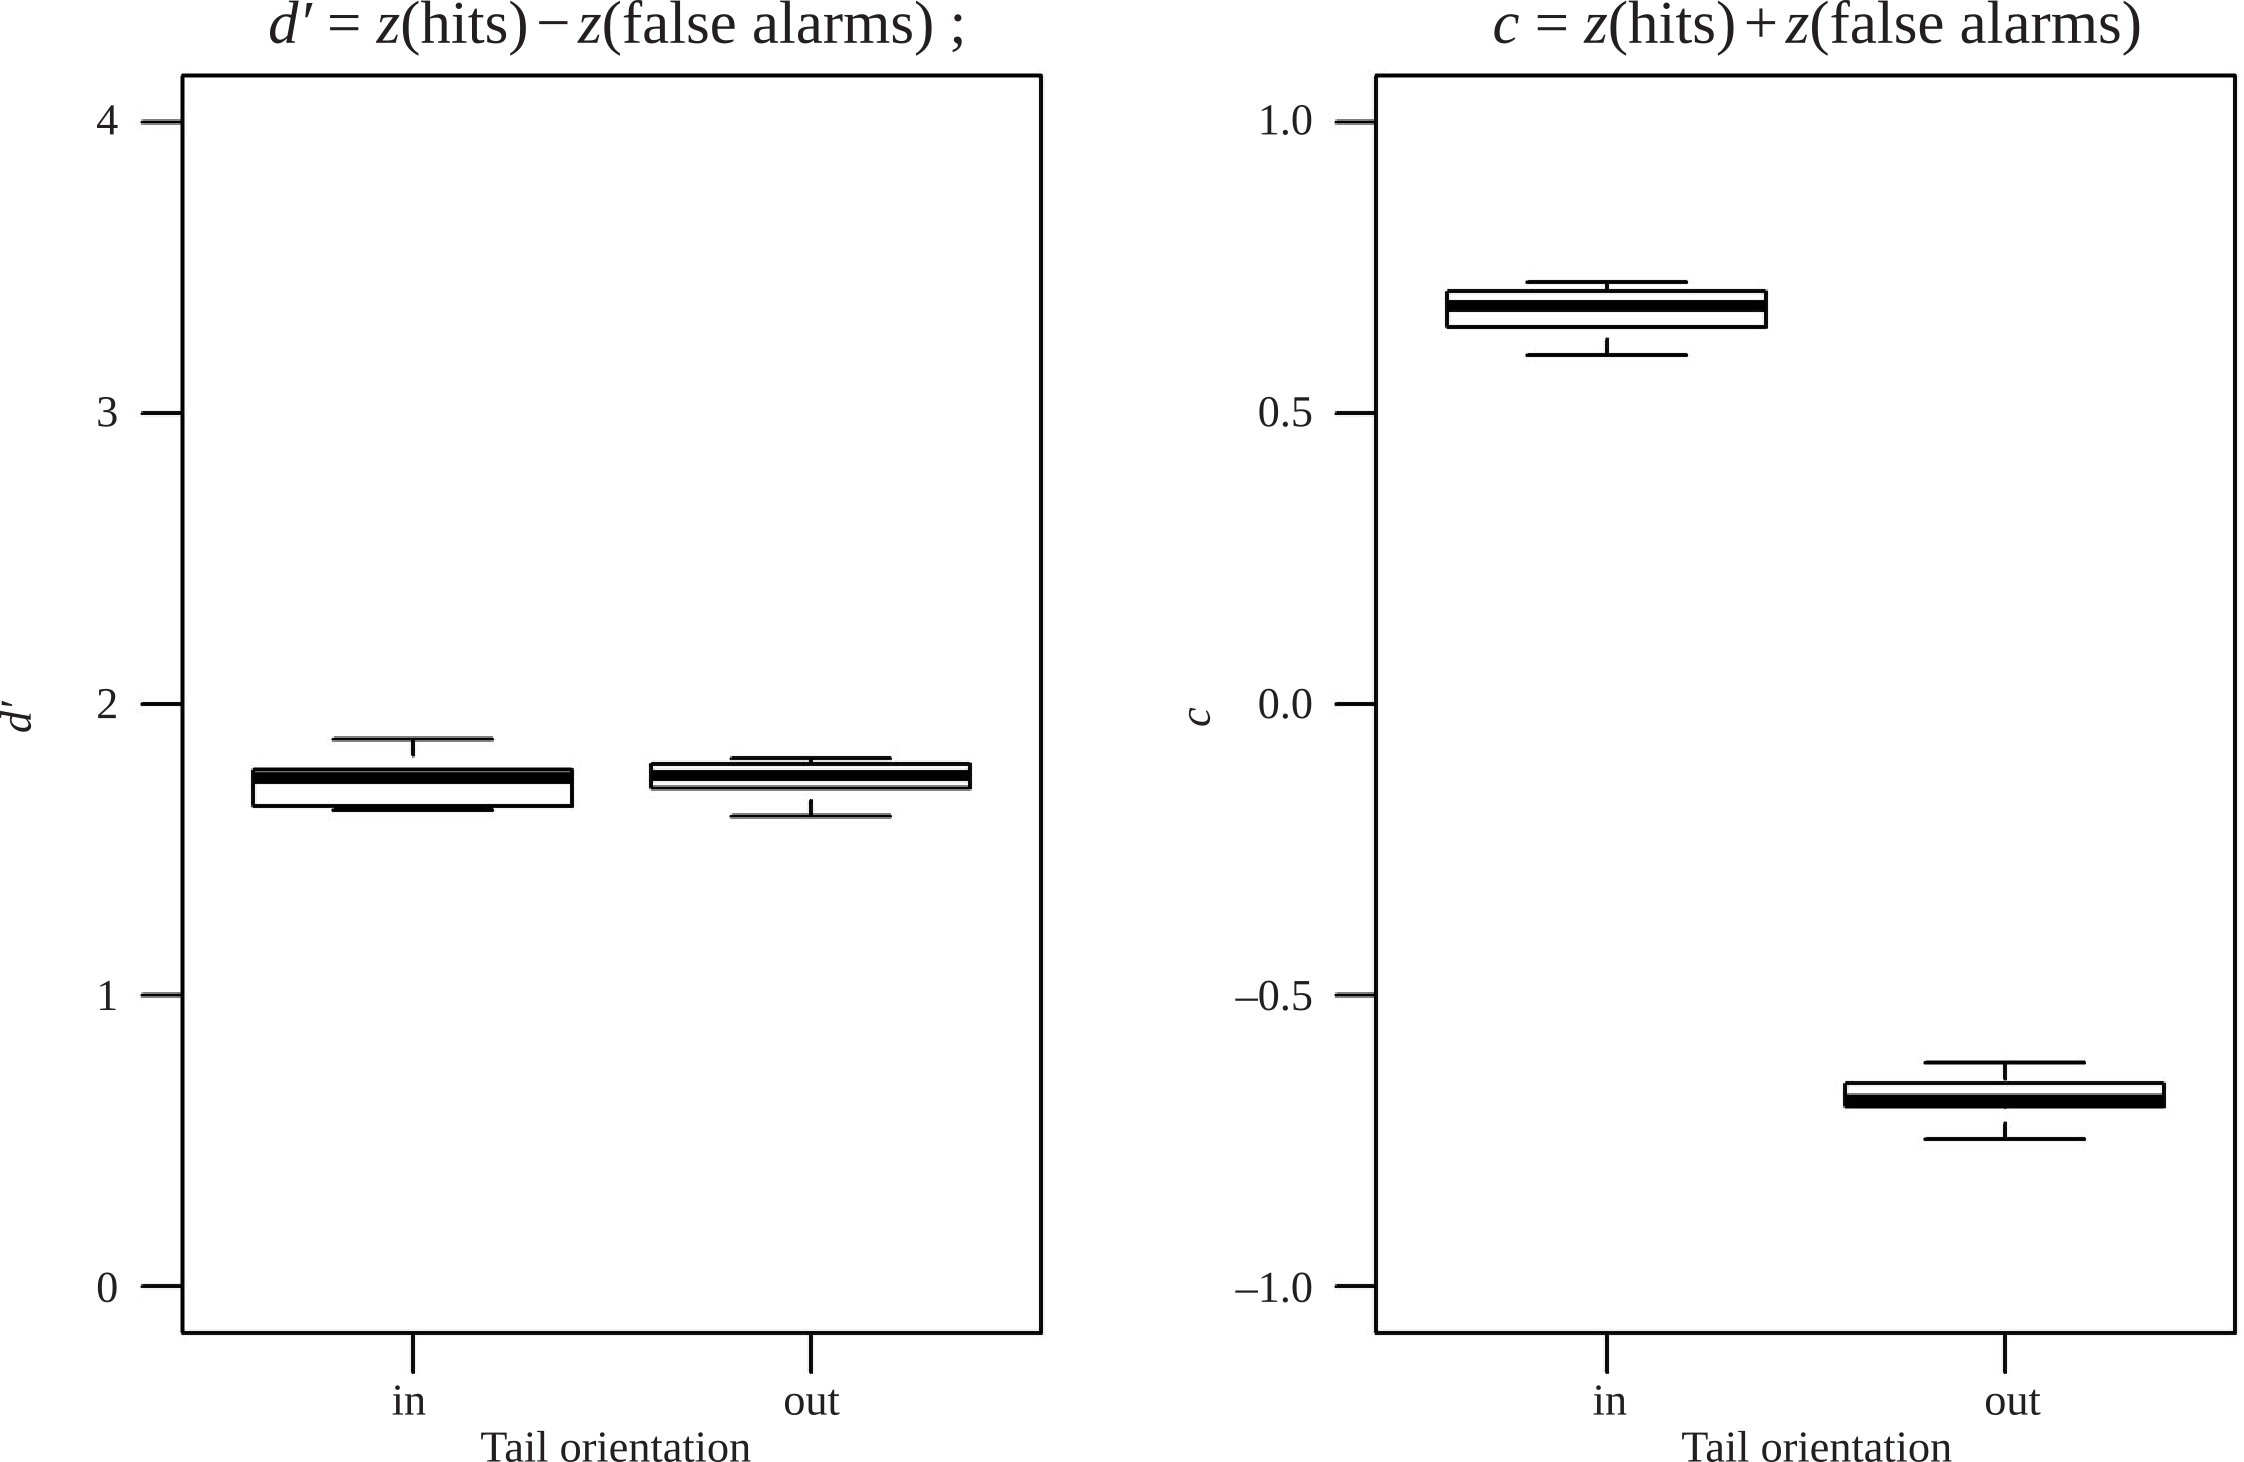 d′ = z(hits) − z(false alarms) ;
4
3
2
1
0
d′
in out
Tail orientation
c = z(hits) + z(false alarms)
1.0
0.5
0.0
–0.5
–1.0
c
in out
Tail orientation